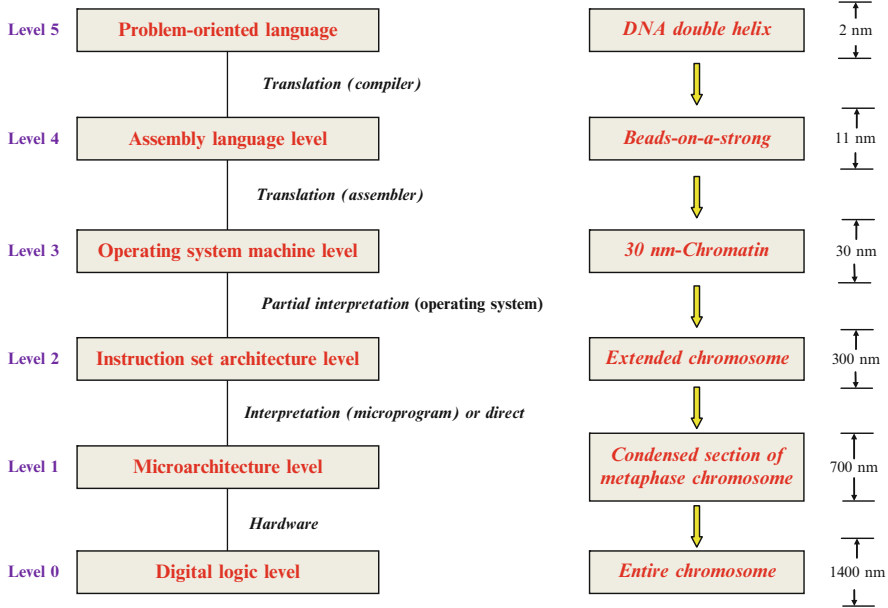 Level 5 Problem-oriented language DNA double helix 2 nm
Translation (compiler)
Level 4 Assembly language level Beads-on-a-strong 11 nm
Translation (assembler)
Level 3 Operating system machine level 30 nm-Chromatin 30 nm
Partial interpretation (operating system)
Level 2 Instruction set architecture level Extended chromosome 300 nm
Interpretation (microprogram) or direct
Level 1 Microarchitecture level Condensed section of metaphase chromosome 700 nm
Hardware
Level 0 Digital logic level Entire chromosome 1400 nm